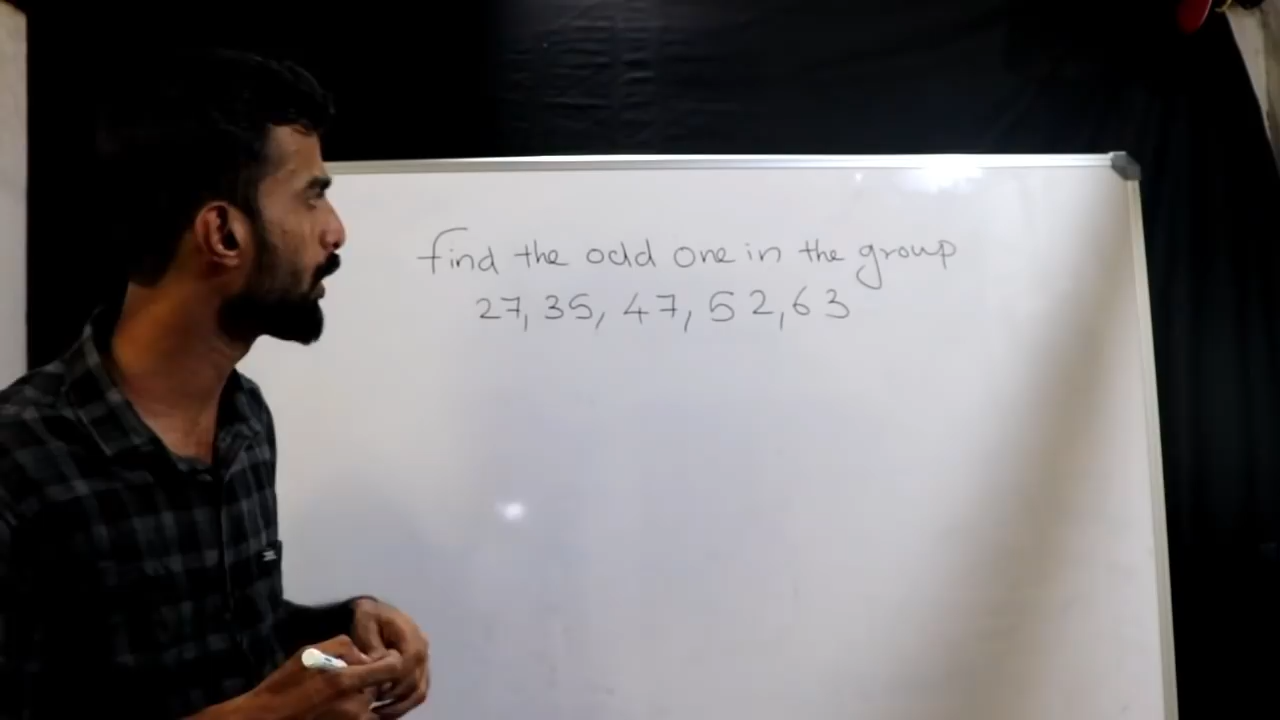 find the odd one in the group
27, 35, 47, 52, 63